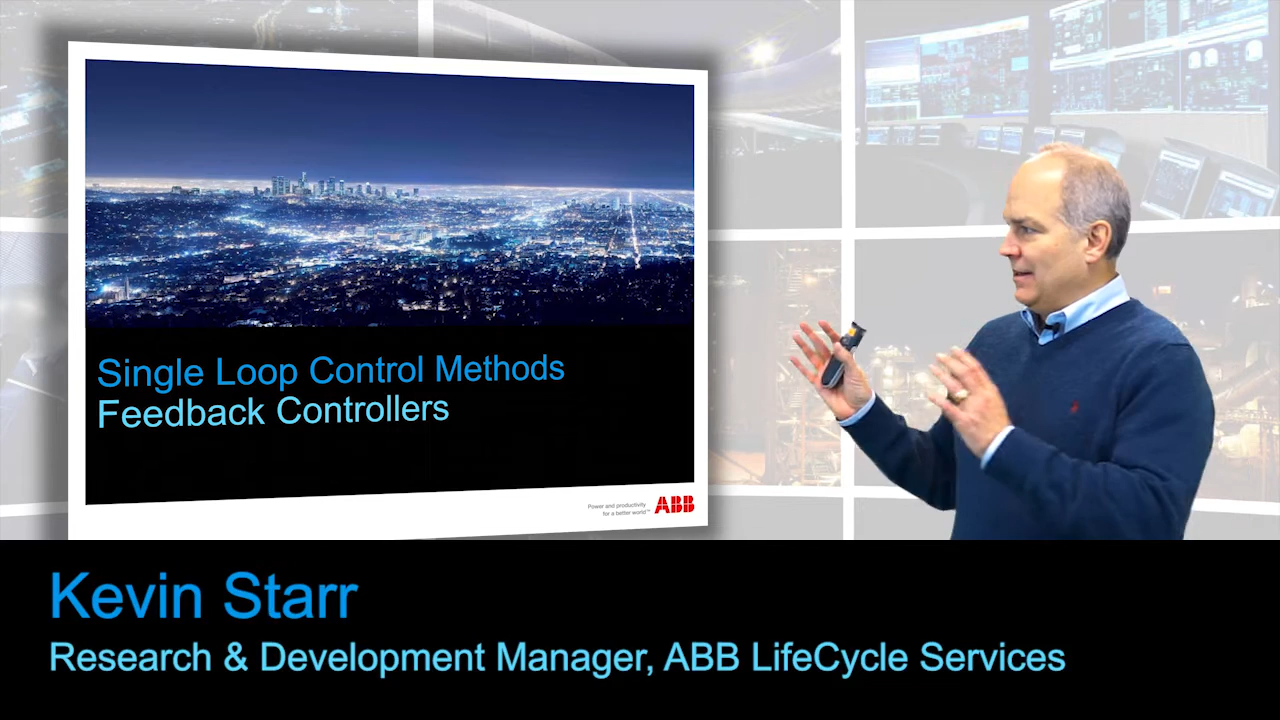 Single Loop Control Methods
Feedback Controllers
Power and productivity
for a better world™
ABB
Kevin Starr
Research & Development Manager, ABB LifeCycle Services